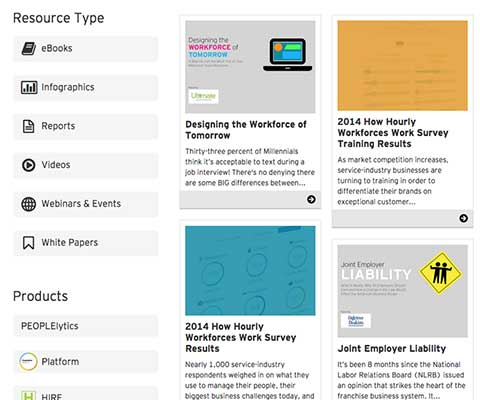 Resource Type
eBooks
Infographics
Reports
Videos
Webinars & Events
White Papers
Products
PEOPLElytics
Platform
HIRE
Designing the
WORKFORCE of
TOMORROW
Ultimate
Designing the Workforce of
Tomorrow
Thirty-three percent of Millennials
think it's acceptable to text during a
job interview! There's no denying there
are some BIG differences between...
2014 How Hourly
Workforces Work Survey
Training Results
As market competition increases,
service-industry businesses are
turning to training in order to
differentiate their brands on
exceptional customer...
2014 How Hourly
Workforces Work Survey
Results
Nearly 1,000 service-industry
respondents weighed in on what they
use to manage their people, their
biggest business challenges today, and
Joint Employer
LIABILITY
Joint Employer Liability
It's been 8 months since the National
Labor Relations Board (NLRB) issued
an opinion that strikes the heart of the
franchise business system. It...